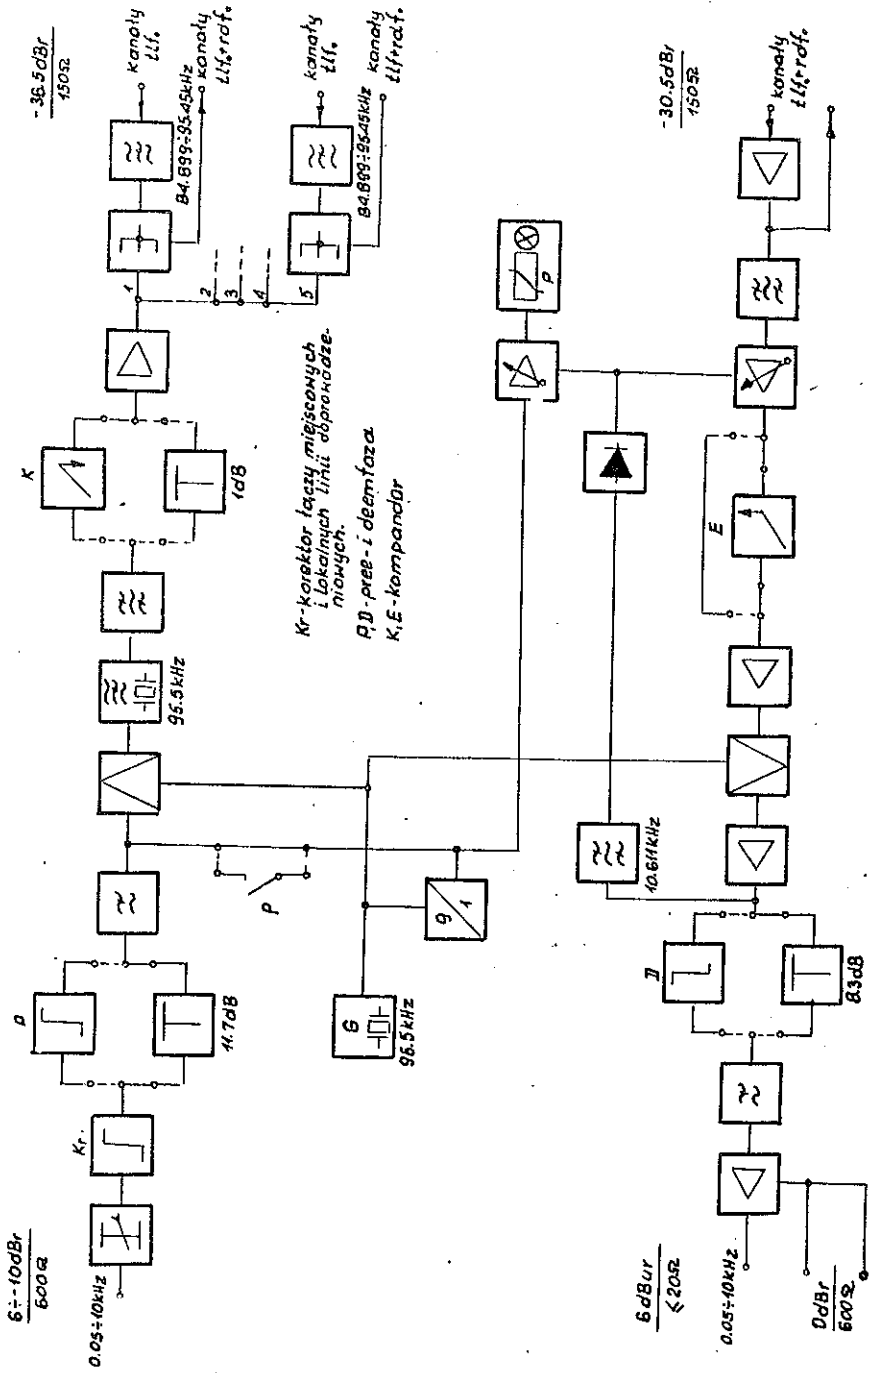 6÷-10dBr
600Ω
0.05÷10kHz
Kr.
P
11.7dB
95.5kHz
K
1dB
-36.5dBr
150Ω
kanały
tlf.
84.899÷95.45kHz
kanały
tlf.+rdf.
1
2
3
4
5
kanały
tlf.
84.899÷95.45kHz
kanały
tlf+rdf.
P
G
95.5kHz
9
1
Kr-korektor łączy miejscowych
i lokalnych linii doprowadze-
niowych.
P,D-pree- i deemfaza
K,E-kompandor
P
10.611kHz
6dBur
≤20Ω
0.05÷10kHz
0dBr
600Ω
D
8.3dB
E
-30.5dBr
150Ω
kanały
tlf.+rdf.